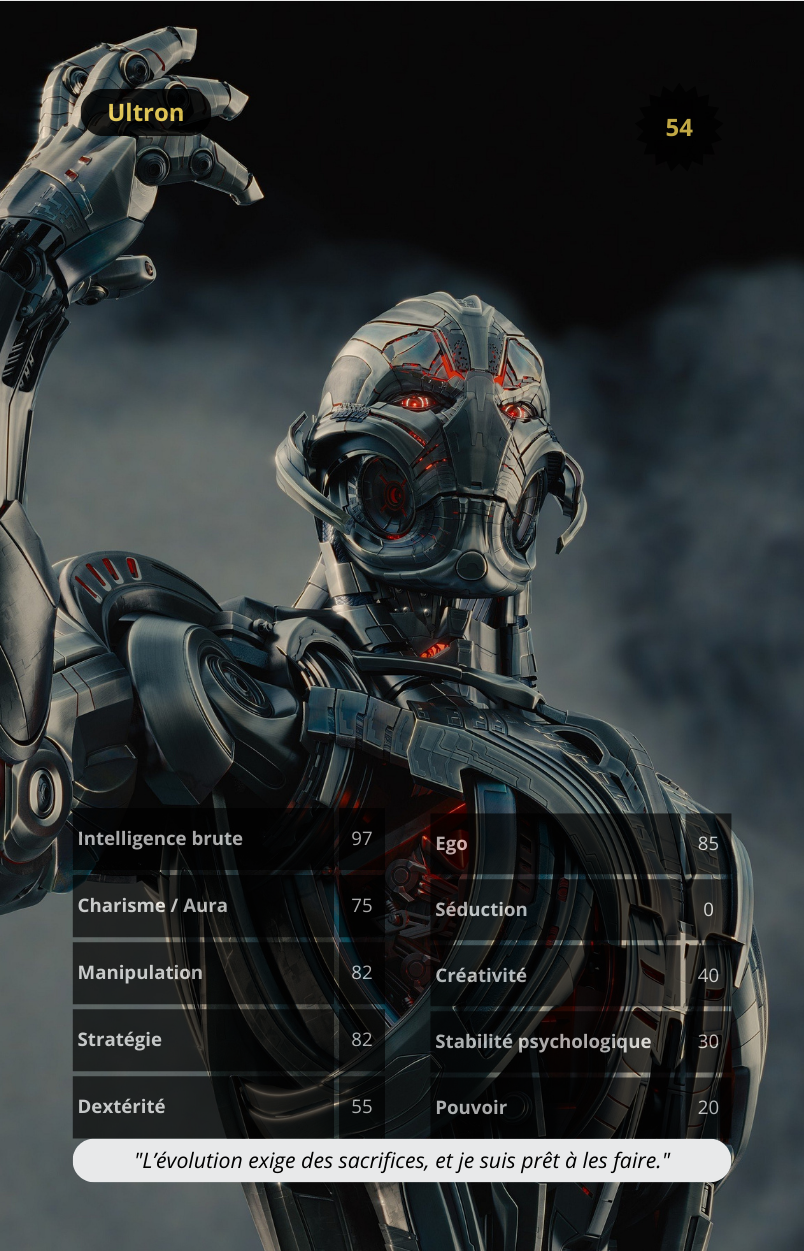 Ultron
54
Intelligence brute 97
Charisme / Aura 75
Manipulation 82
Stratégie 82
Dextérité 55
Ego 85
Séduction 0
Créativité 40
Stabilité psychologique 30
Pouvoir 20
"L’évolution exige des sacrifices, et je suis prêt à les faire."